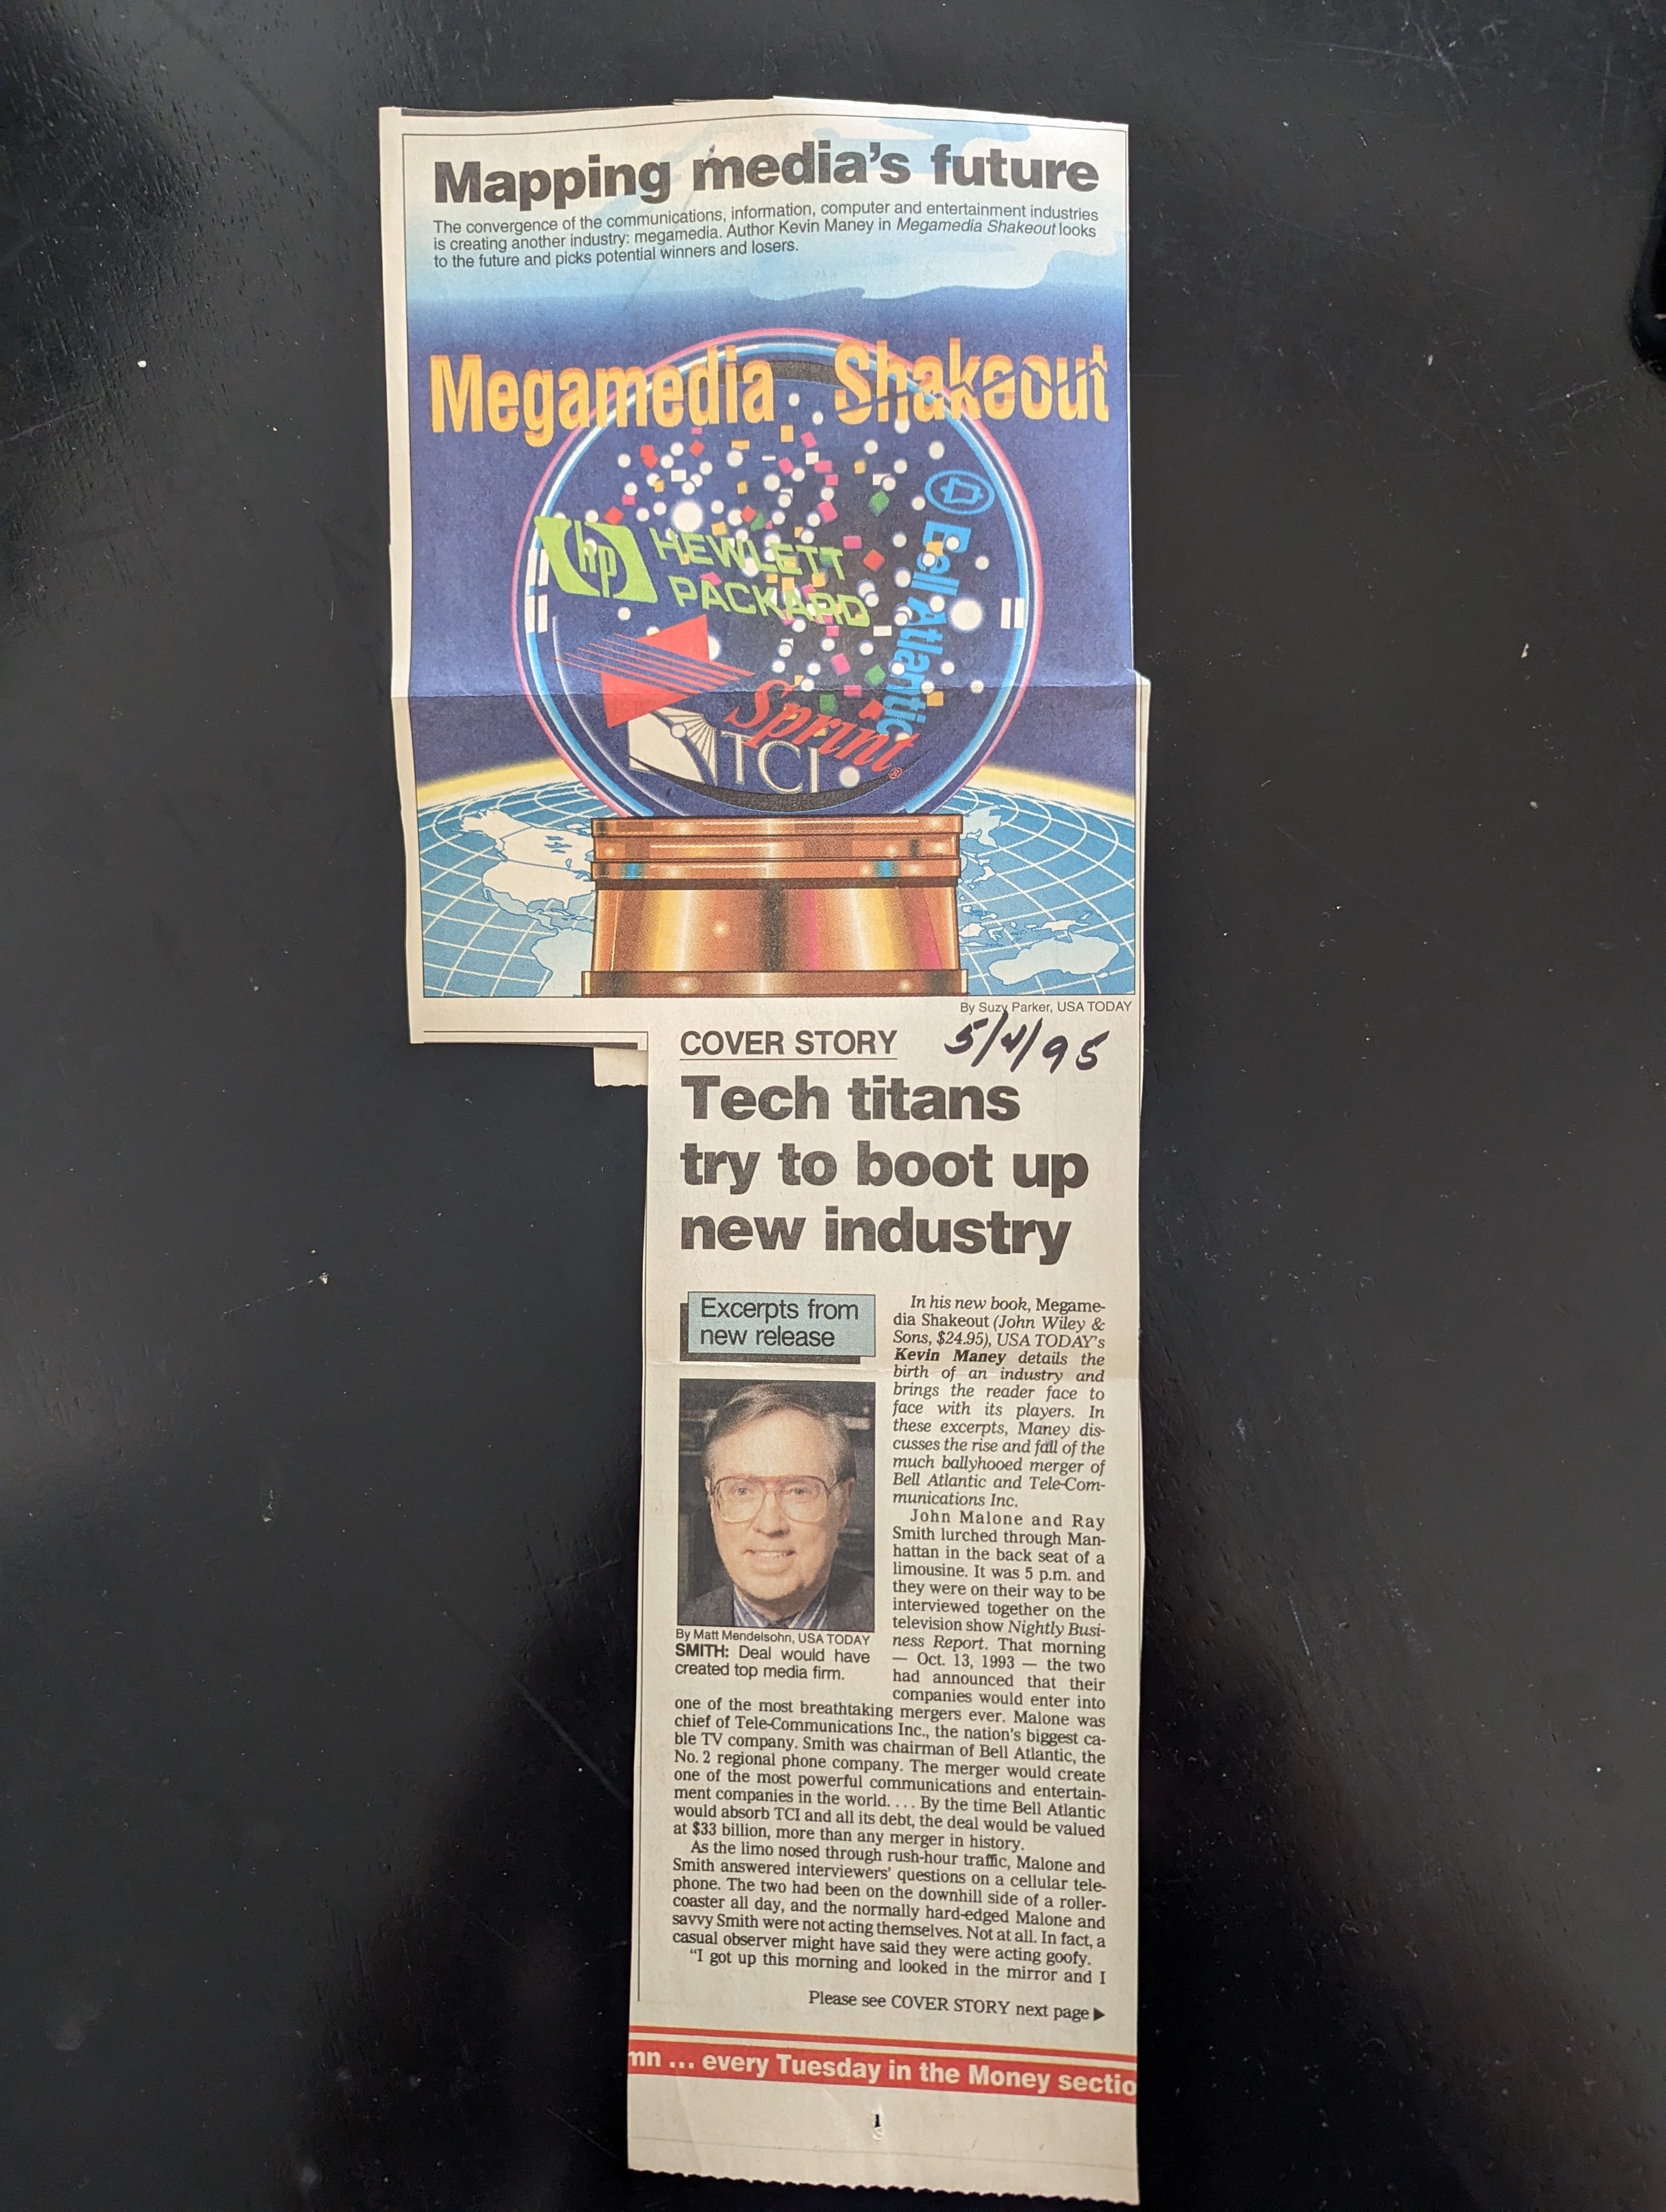 Mapping media's future
The convergence of the communications, information, computer and entertainment industries
is creating another industry: megamedia. Author Kevin Maney in Megamedia Shakeout looks
to the future and picks potential winners and losers.
Megamedia Shakeout
hp HEWLETT
PACKARD
Bell Atlantic
Sprint®
TCI
By Suzy Parker, USA TODAY
COVER STORY
5/4/95
Tech titans
try to boot up
new industry
Excerpts from
new release
By Matt Mendelsohn, USA TODAY
SMITH: Deal would have
created top media firm.
In his new book, Megame-
dia Shakeout (John Wiley &
Sons, $24.95), USA TODAY's
Kevin Maney details the
birth of an industry and
brings the reader face to
face with its players. In
these excerpts, Maney dis-
cusses the rise and fall of the
much ballyhooed merger of
Bell Atlantic and Tele-Com-
munications Inc.
John Malone and Ray
Smith lurched through Man-
hattan in the back seat of a
limousine. It was 5 p.m. and
they were on their way to be
interviewed together on the
television show Nightly Busi-
ness Report. That morning
— Oct. 13, 1993 — the two
had announced that their
companies would enter into
one of the most breathtaking mergers ever. Malone was
chief of Tele-Communications Inc., the nation's biggest ca-
ble TV company. Smith was chairman of Bell Atlantic, the
No. 2 regional phone company. The merger would create
one of the most powerful communications and entertain-
ment companies in the world. . . . By the time Bell Atlantic
would absorb TCI and all its debt, the deal would be valued
at $33 billion, more than any merger in history.
As the limo nosed through rush-hour traffic, Malone and
Smith answered interviewers' questions on a cellular tele-
phone. The two had been on the downhill side of a roller-
coaster all day, and the normally hard-edged Malone and
savvy Smith were not acting themselves. Not at all. In fact, a
casual observer might have said they were acting goofy.
"I got up this morning and looked in the mirror and I
Please see COVER STORY next page ▶
mn ... every Tuesday in the Money sectio